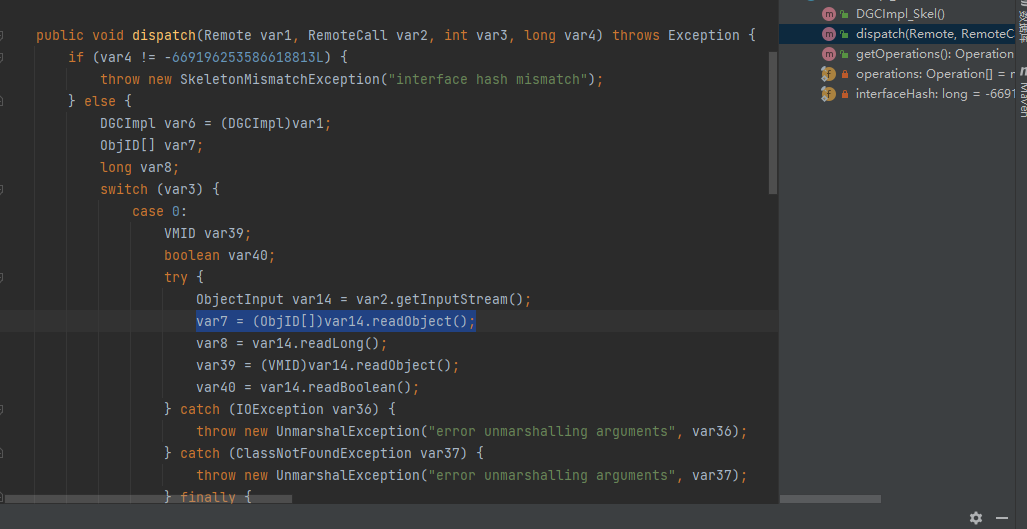 public void dispatch(Remote var1, RemoteCall var2, int var3, long var4) throws Exception {
if (var4 != -669196253586618813L) {
throw new SkeletonMismatchException("interface hash mismatch");
} else {
DGCImpl var6 = (DGCImpl)var1;
ObjID[] var7;
long var8;
switch (var3) {
case 0:
VMID var39;
boolean var40;
try {
ObjectInput var14 = var2.getInputStream();
var7 = (ObjID[])var14.readObject();
var8 = var14.readLong();
var39 = (VMID)var14.readObject();
var40 = var14.readBoolean();
} catch (IOException var36) {
throw new UnmarshalException("error unmarshalling arguments", var36);
} catch (ClassNotFoundException var37) {
throw new UnmarshalException("error unmarshalling arguments", var37);
} finally {
DGCImpl_Skel()
dispatch(Remote, RemoteC
getOperations(): Operation
operations: Operation[] = n
interfaceHash: long = -6691
数据库
Maven